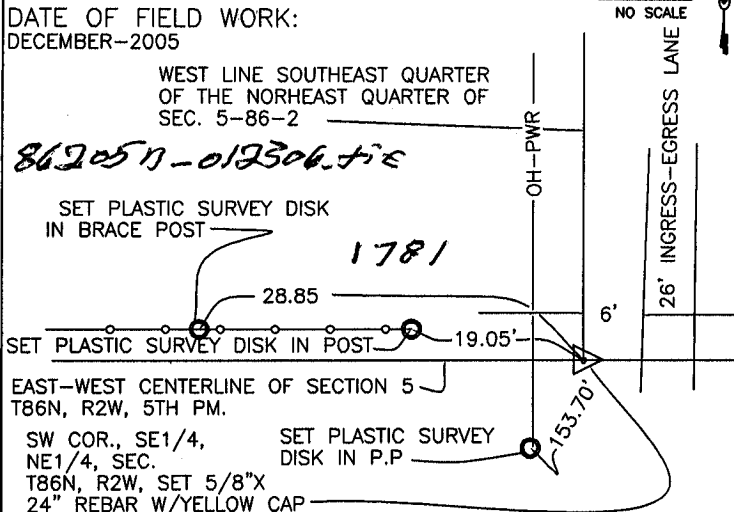 DATE OF FIELD WORK:
DECEMBER-2005
NO SCALE
WEST LINE SOUTHEAST QUARTER
OF THE NORHEAST QUARTER OF
SEC. 5-86-2
OH-PWR
26' INGRESS-EGRESS LANE
86205B-012306.tif
SET PLASTIC SURVEY DISK
IN BRACE POST
1781
28.85
6'
SET PLASTIC SURVEY DISK IN POST
19.05'
EAST-WEST CENTERLINE OF SECTION 5
T86N, R2W, 5TH PM.
153.70'
SW COR., SE1/4,
NE1/4, SEC.
T86N, R2W, SET 5/8"X
24" REBAR W/YELLOW CAP
SET PLASTIC SURVEY
DISK IN P.P